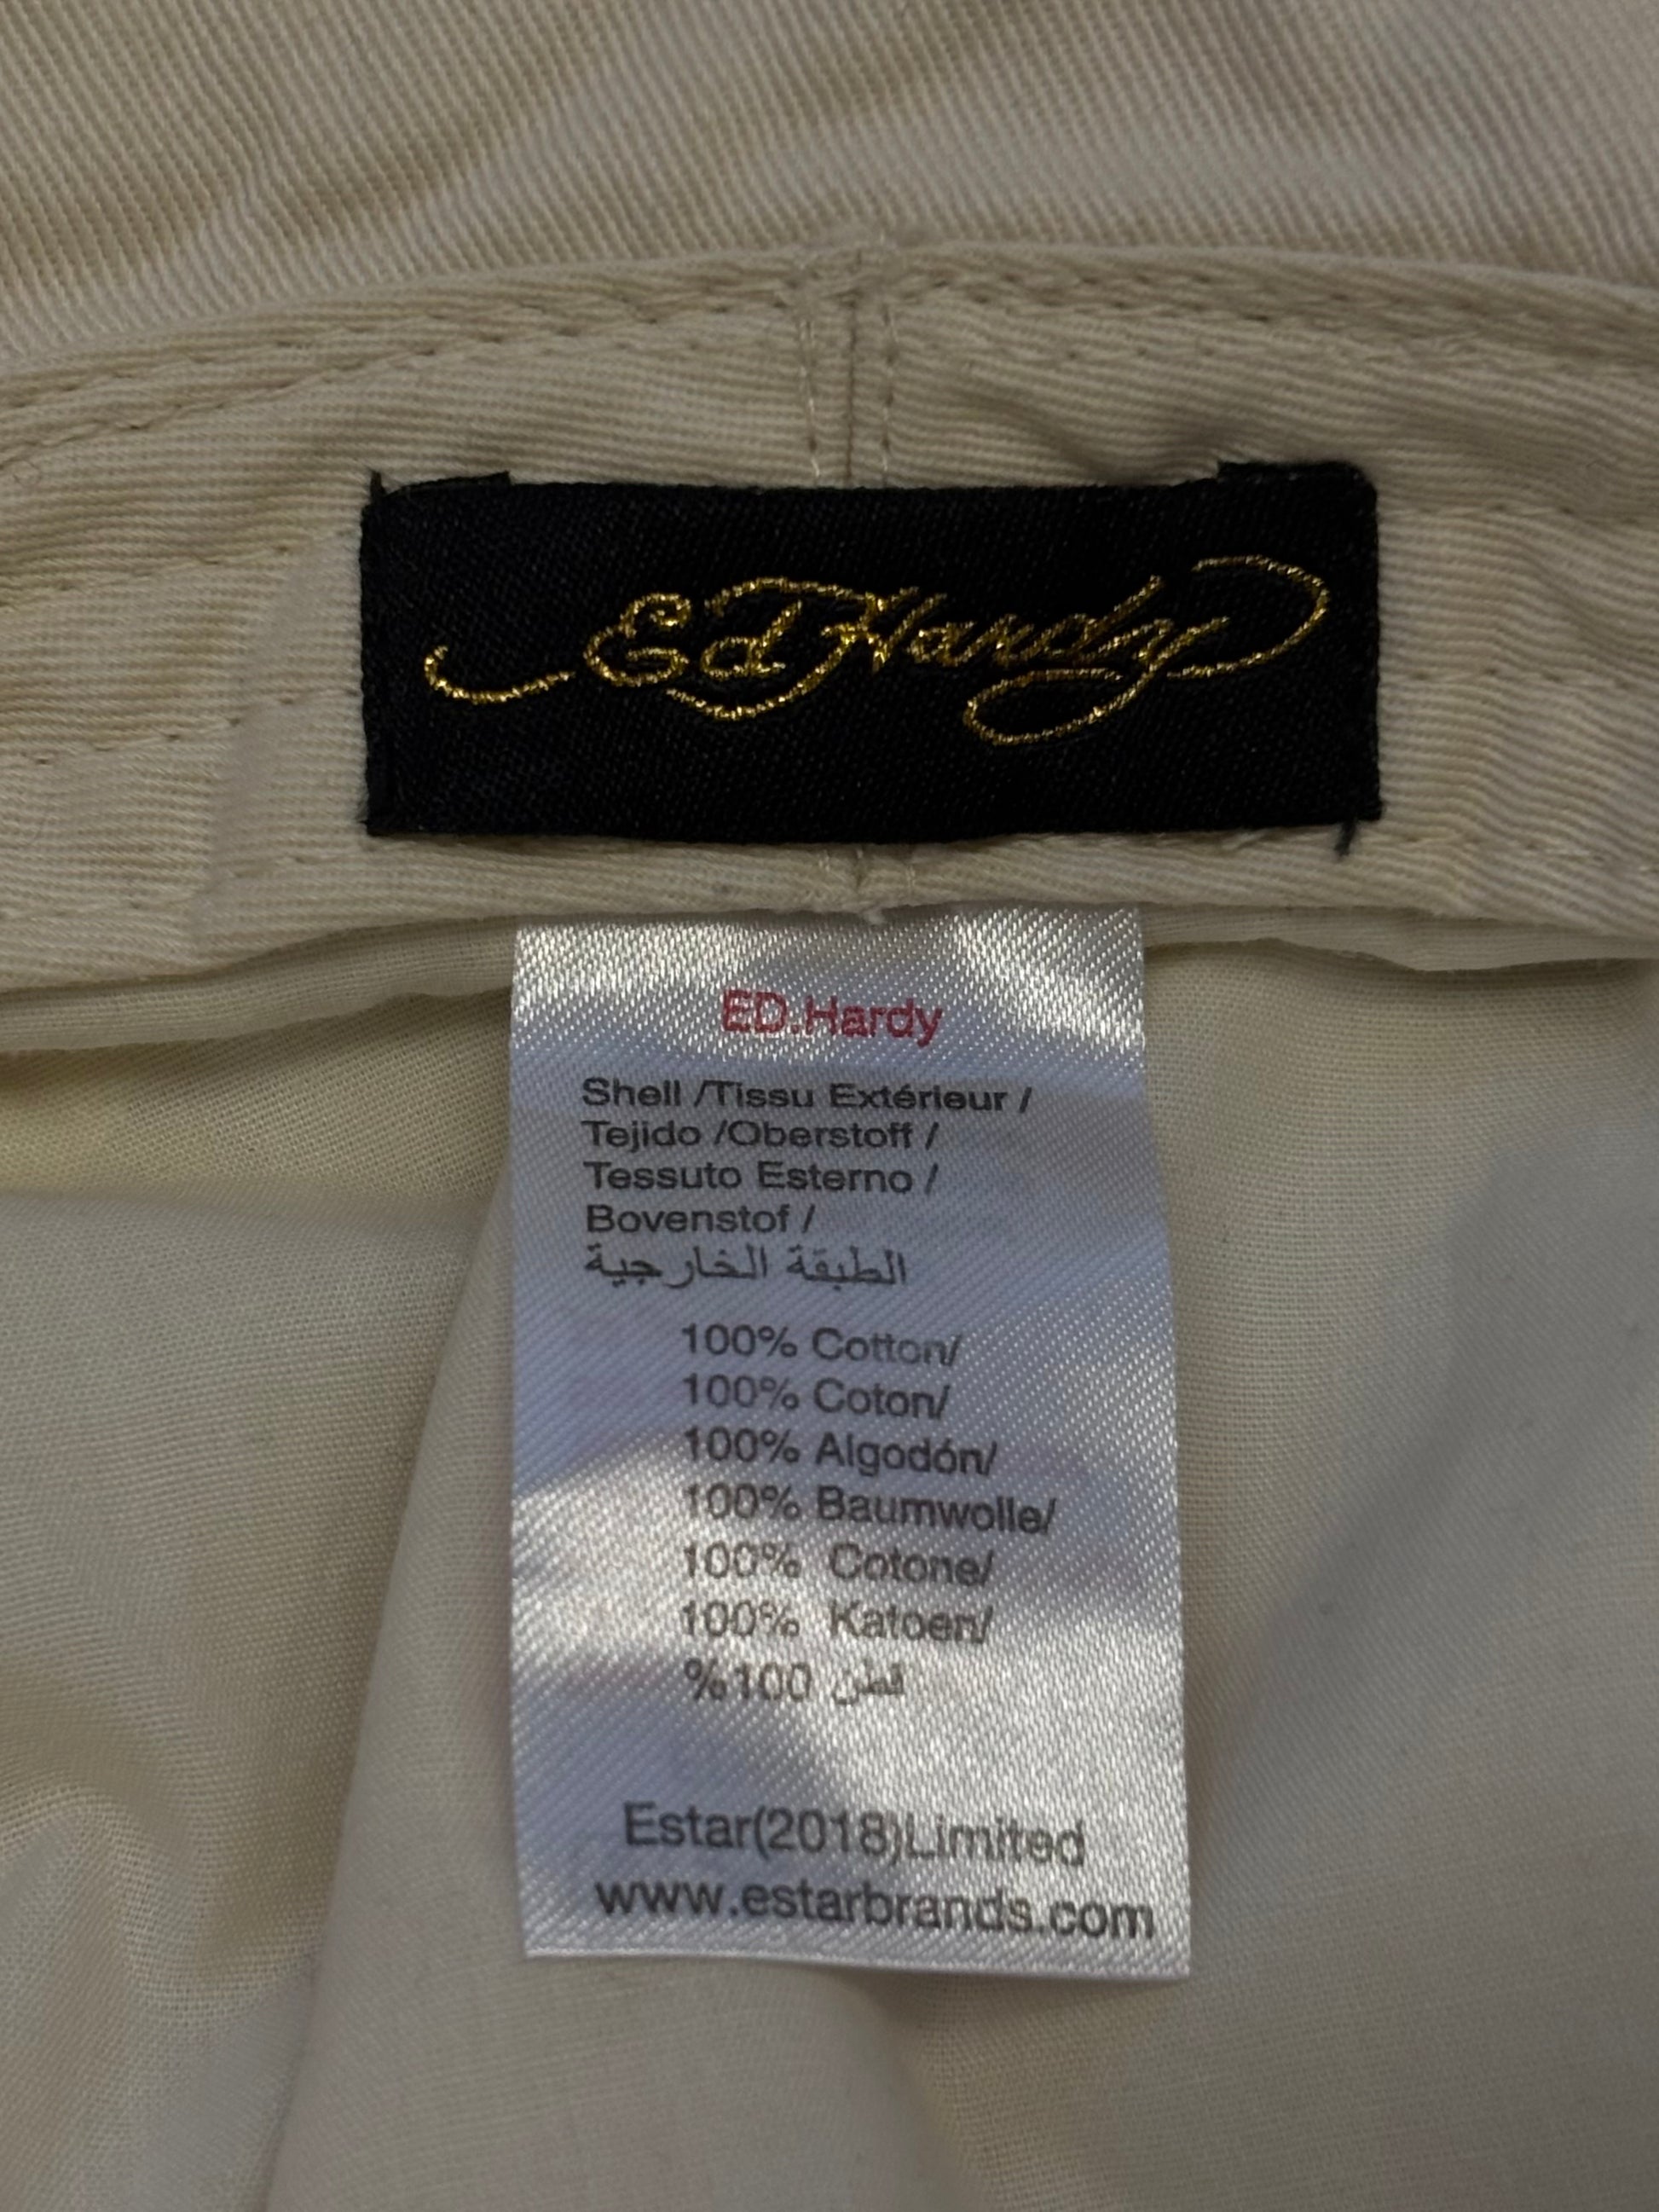 Ed Hardy
ED.Hardy
Shell /Tissu Extérieur /
Tejido /Oberstoff /
Tessuto Esterno /
Bovenstof /
الطبقة الخارجية
100% Cotton/
100% Coton/
100% Algodón/
100% Baumwolle/
100% Cotone/
100% Katoen/
%100 قطن
Estar(2018)Limited
www.estarbrands.com